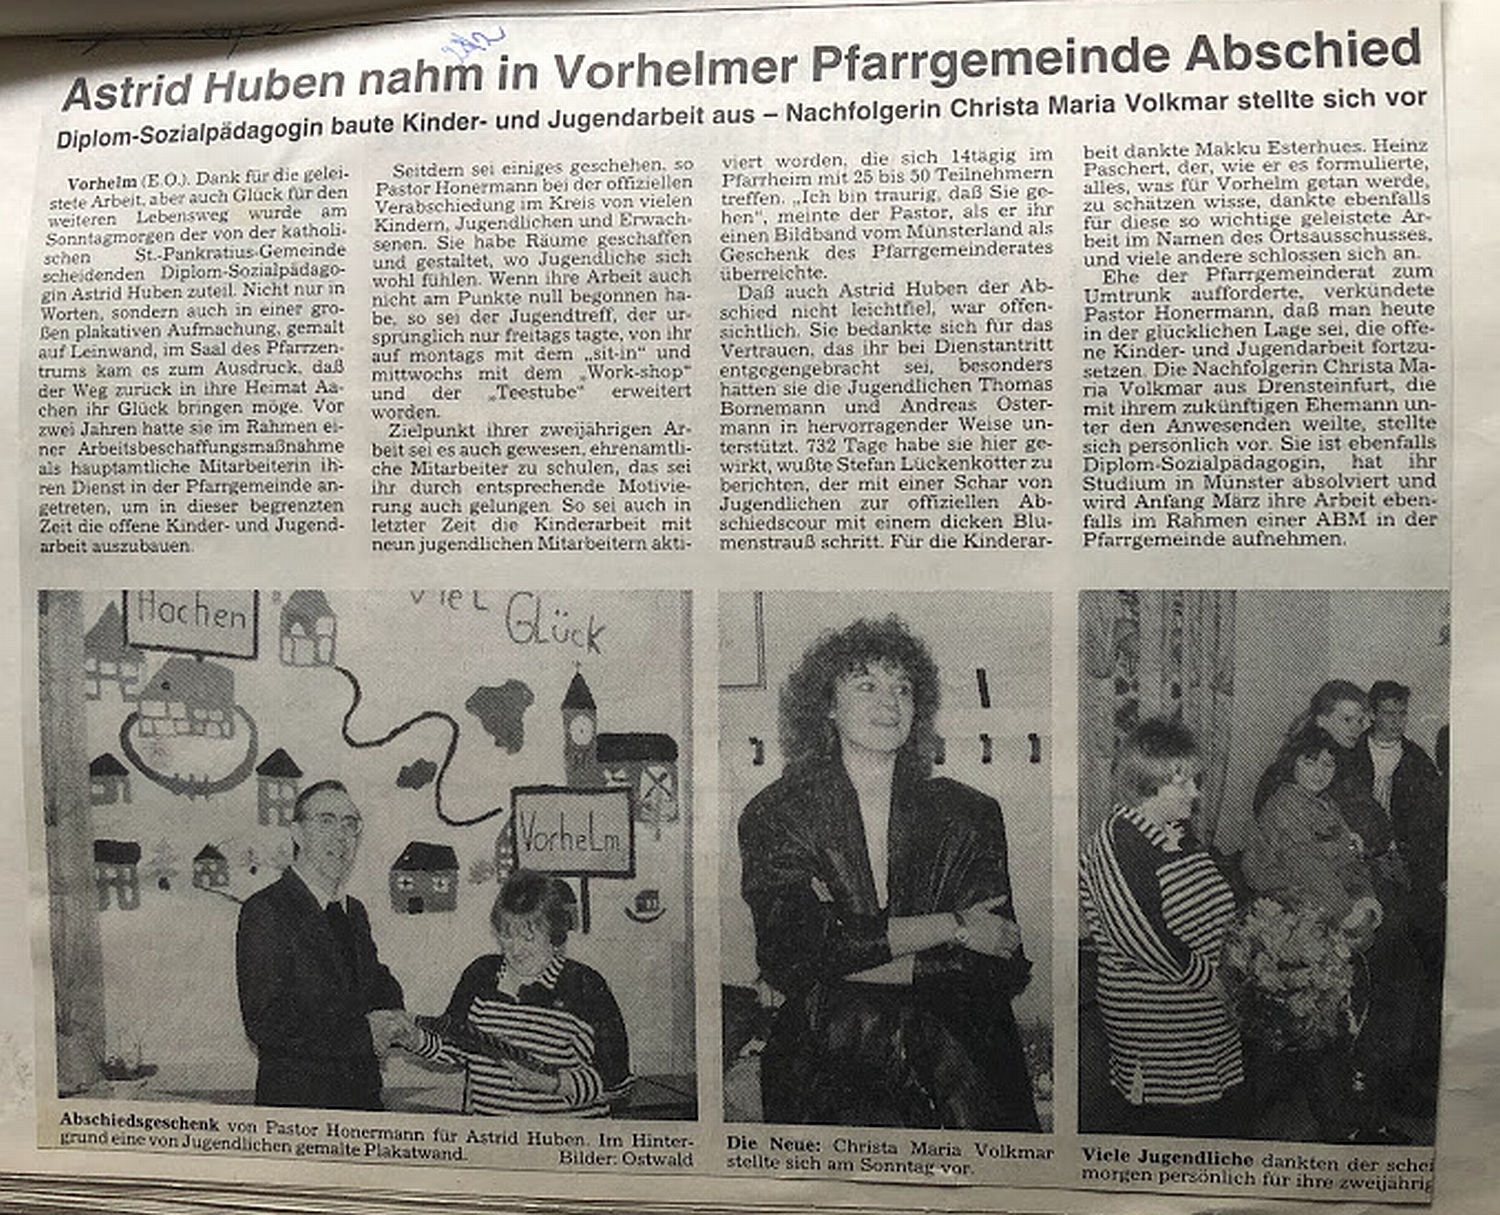 Astrid Huben nahm in Vorhelmer Pfarrgemeinde Abschied
Diplom-Sozialpädagogin baute Kinder- und Jugendarbeit aus – Nachfolgerin Christa Maria Volkmar stellte sich vor
Vorhelm (E.O.). Dank für die gelei-
stete Arbeit, aber auch Glück für den
weiteren Lebensweg wurde am
Sonntagmorgen der von der katholi-
schen St.-Pankratius-Gemeinde
scheidenden Diplom-Sozialpädago-
gin Astrid Huben zuteil. Nicht nur in
Worten, sondern auch in einer gro-
ßen plakativen Aufmachung, gemalt
auf Leinwand, im Saal des Pfarrzen-
trums kam es zum Ausdruck, daß
der Weg zurück in ihre Heimat Aa-
chen ihr Glück bringen möge. Vor
zwei Jahren hatte sie im Rahmen ei-
ner Arbeitsbeschaffungsmaßnahme
als hauptamtliche Mitarbeiterin ih-
ren Dienst in der Pfarrgemeinde an-
getreten, um in dieser begrenzten
Zeit die offene Kinder- und Jugend-
arbeit auszubauen.
Seitdem sei einiges geschehen, so
Pastor Honermann bei der offiziellen
Verabschiedung im Kreis von vielen
Kindern, Jugendlichen und Erwach-
senen. Sie habe Räume geschaffen
und gestaltet, wo Jugendliche sich
wohl fühlen. Wenn ihre Arbeit auch
nicht am Punkte null begonnen ha-
be, so sei der Jugendtreff, der ur-
sprünglich nur freitags tagte, von ihr
auf montags mit dem „sit-in“ und
mittwochs mit dem „Work-shop“
und der „Teestube“ erweitert
worden.
Zielpunkt ihrer zweijährigen Ar-
beit sei es auch gewesen, ehrenamtli-
che Mitarbeiter zu schulen, das sei
ihr durch entsprechende Motivie-
rung auch gelungen. So sei auch in
letzter Zeit die Kinderarbeit mit
neun jugendlichen Mitarbeitern akti-
viert worden, die sich 14tägig im
Pfarrheim mit 25 bis 50 Teilnehmern
treffen. „Ich bin traurig, daß Sie ge-
hen“, meinte der Pastor, als er ihr
einen Bildband vom Münsterland als
Geschenk des Pfarrgemeinderates
überreichte.
Daß auch Astrid Huben der Ab-
schied nicht leichtfiel, war offen-
sichtlich. Sie bedankte sich für das
Vertrauen, das ihr bei Dienstantritt
entgegengebracht sei, besonders
hätten sie die Jugendlichen Thomas
Bornemann und Andreas Oster-
mann in hervorragender Weise un-
terstützt. 732 Tage habe sie hier ge-
wirkt, wußte Stefan Lückenkötter zu
berichten, der mit einer Schar von
Jugendlichen zur offiziellen Ab-
schiedscour mit einem dicken Blu-
menstrauß schritt. Für die Kinderar-
beit dankte Makku Esterhues. Heinz
Paschert, der, wie er es formulierte,
alles, was für Vorhelm getan werde,
zu schätzen wisse, dankte ebenfalls
für diese so wichtige geleistete Ar-
beit im Namen des Ortsausschusses,
und viele andere schlossen sich an.
Ehe der Pfarrgemeinderat zum
Umtrunk aufforderte, verkündete
Pastor Honermann, daß man heute
in der glücklichen Lage sei, die offe-
ne Kinder- und Jugendarbeit fortzu-
setzen. Die Nachfolgerin Christa Ma-
ria Volkmar aus Drensteinfurt, die
mit ihrem zukünftigen Ehemann un-
ter den Anwesenden weilte, stellte
sich persönlich vor. Sie ist ebenfalls
Diplom-Sozialpädagogin, hat ihr
Studium in Münster absolviert und
wird Anfang März ihre Arbeit eben-
falls im Rahmen einer ABM in der
Pfarrgemeinde aufnehmen.
Aachen
Viel
Glück
Vorhelm
Abschiedsgeschenk von Pastor Honermann für Astrid Huben. Im Hinter-
grund eine von Jugendlichen gemalte Plakatwand. Bilder: Ostwald
Die Neue: Christa Maria Volkmar
stellte sich am Sonntag vor.
Viele Jugendliche dankten der schei
morgen persönlich für ihre zweijährig